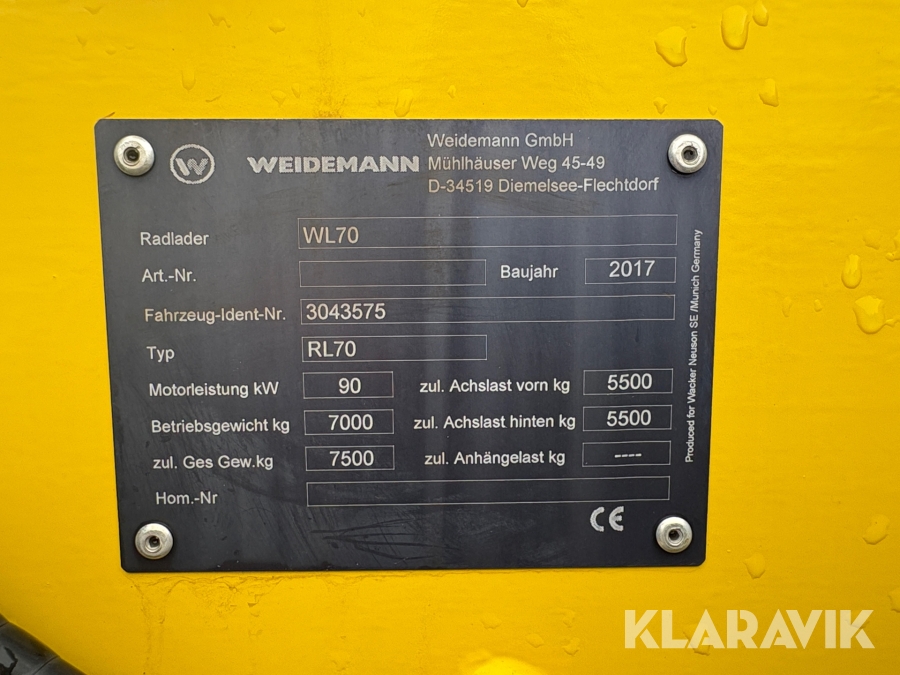 W WEIDEMANN
Weidemann GmbH
Mühlhäuser Weg 45-49
D-34519 Diemelsee-Flechtdorf
Radlader WL70
Art.-Nr. Baujahr 2017
Fahrzeug-Ident-Nr. 3043575
Typ RL70
Motorleistung kW 90 zul. Achslast vorn kg 5500
Betriebsgewicht kg 7000 zul. Achslast hinten kg 5500
zul. Ges Gew.kg 7500 zul. Anhängelast kg ----
Hom.-Nr
CE
Produced for Wacker Neuson SE /Munich Germany
KLARAVIK